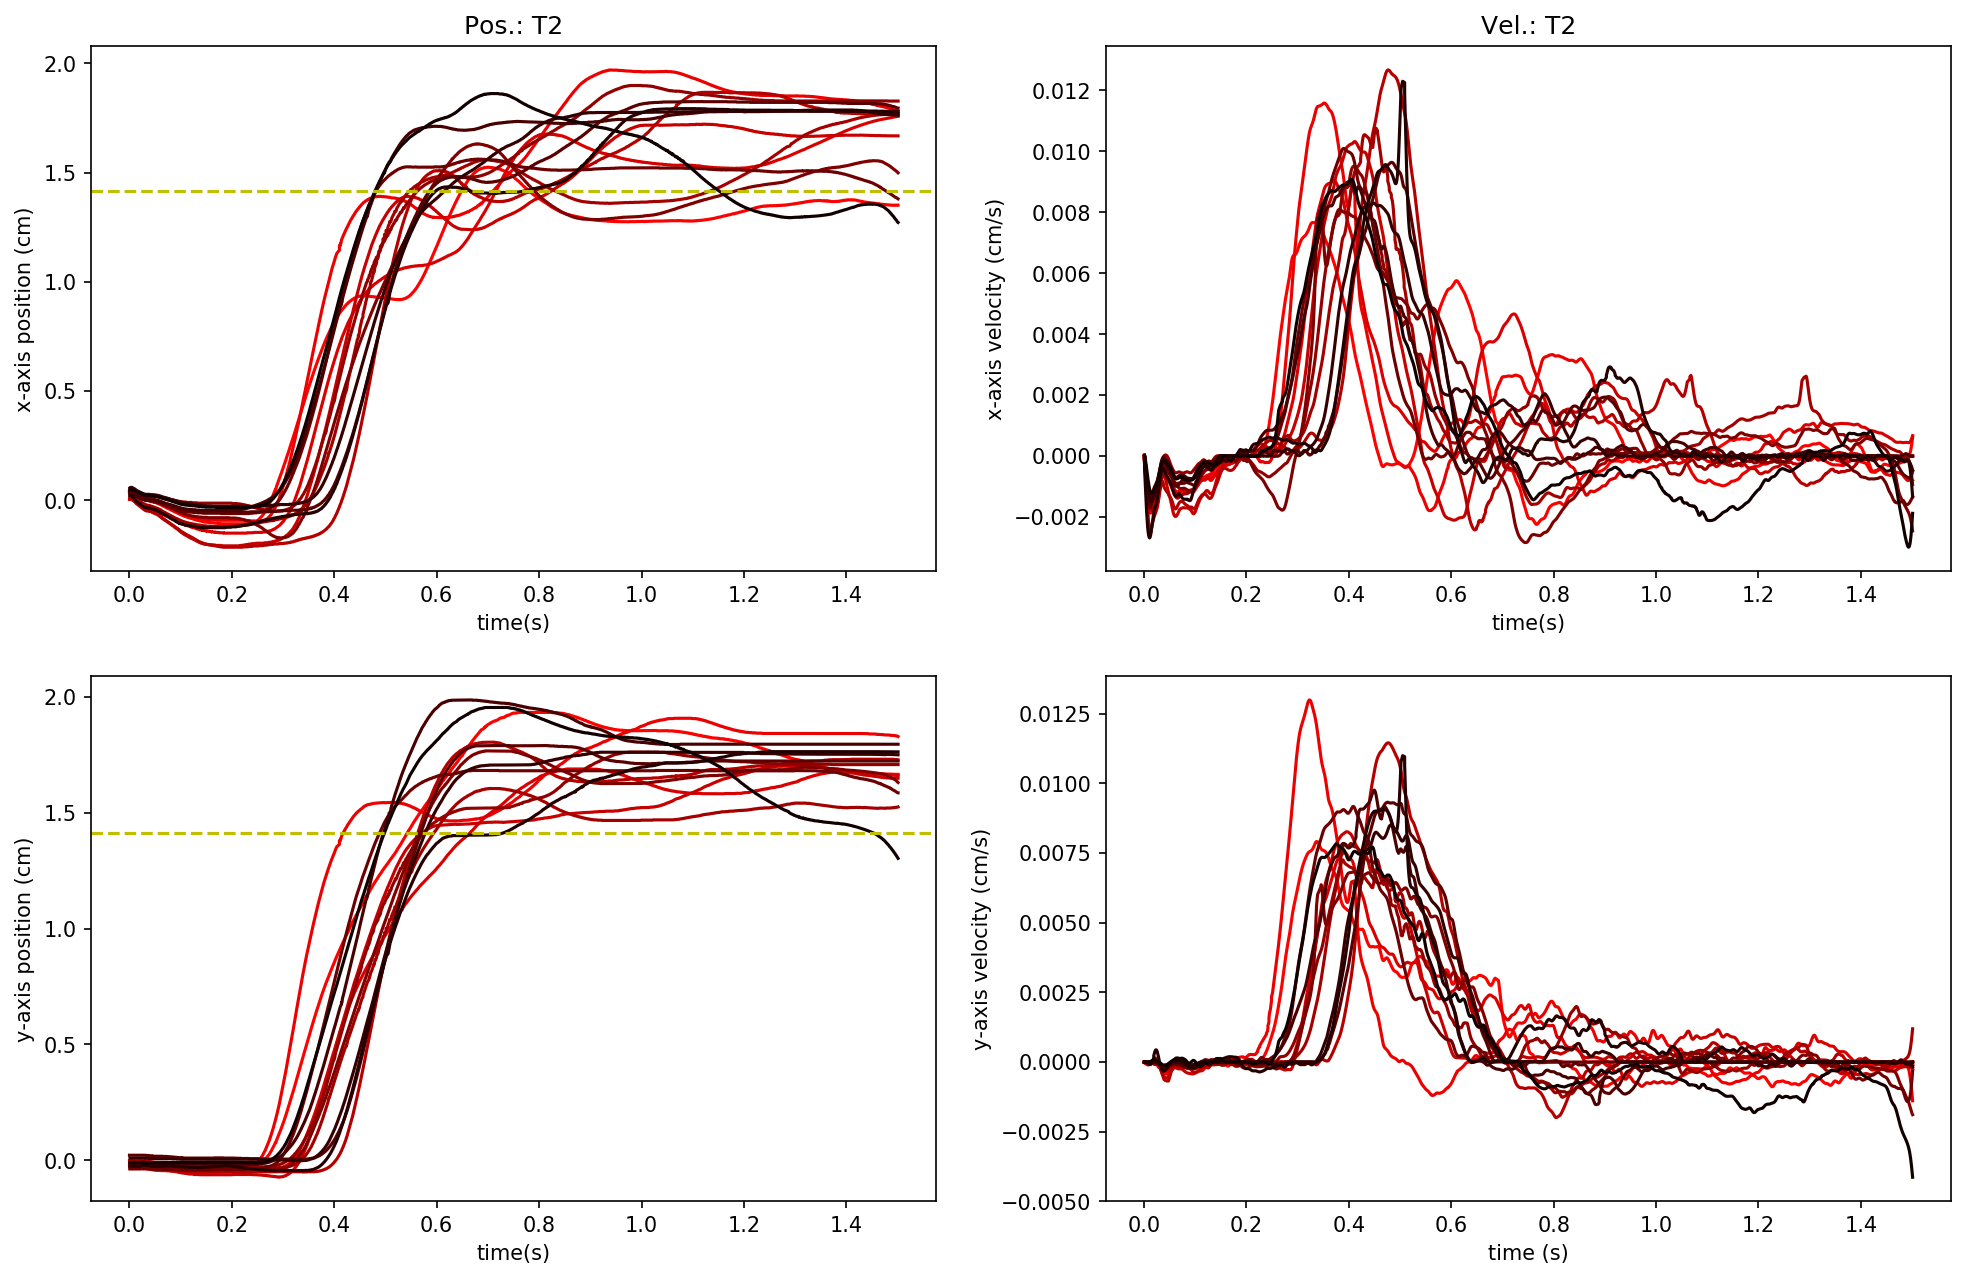 Pos.: T2
x-axis position (cm)
2.0
1.5
1.0
0.5
0.0
0.0 0.2 0.4 0.6 0.8 1.0 1.2 1.4
time(s)
Vel.: T2
x-axis velocity (cm/s)
0.012
0.010
0.008
0.006
0.004
0.002
0.000
−0.002
0.0 0.2 0.4 0.6 0.8 1.0 1.2 1.4
time(s)
y-axis position (cm)
2.0
1.5
1.0
0.5
0.0
0.0 0.2 0.4 0.6 0.8 1.0 1.2 1.4
time(s)
y-axis velocity (cm/s)
0.0125
0.0100
0.0075
0.0050
0.0025
0.0000
−0.0025
−0.0050
0.0 0.2 0.4 0.6 0.8 1.0 1.2 1.4
time (s)